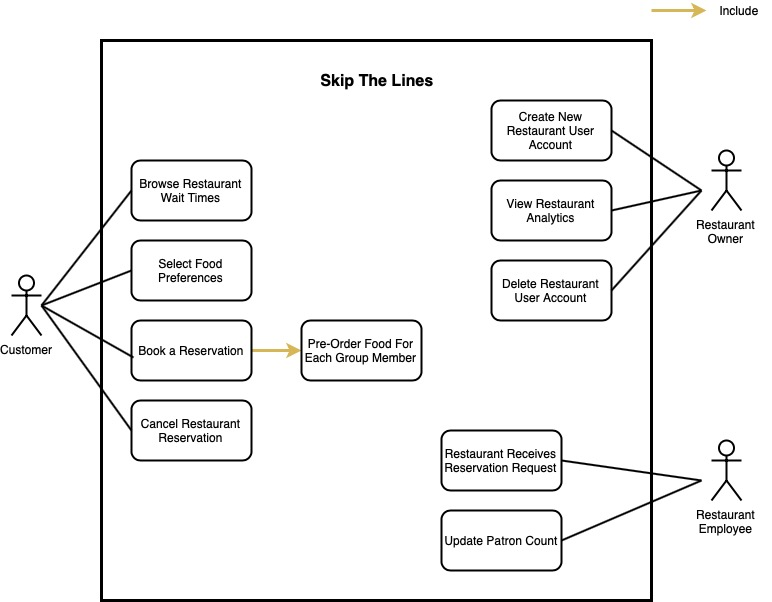 Include
Skip The Lines
Create New
Restaurant User
Account
Browse Restaurant
Wait Times
View Restaurant
Analytics
Restaurant
Owner
Select Food
Preferences
Delete Restaurant
User Account
Customer
Book a Reservation
Pre-Order Food For
Each Group Member
Cancel Restaurant
Reservation
Restaurant Receives
Reservation Request
Restaurant
Employee
Update Patron Count